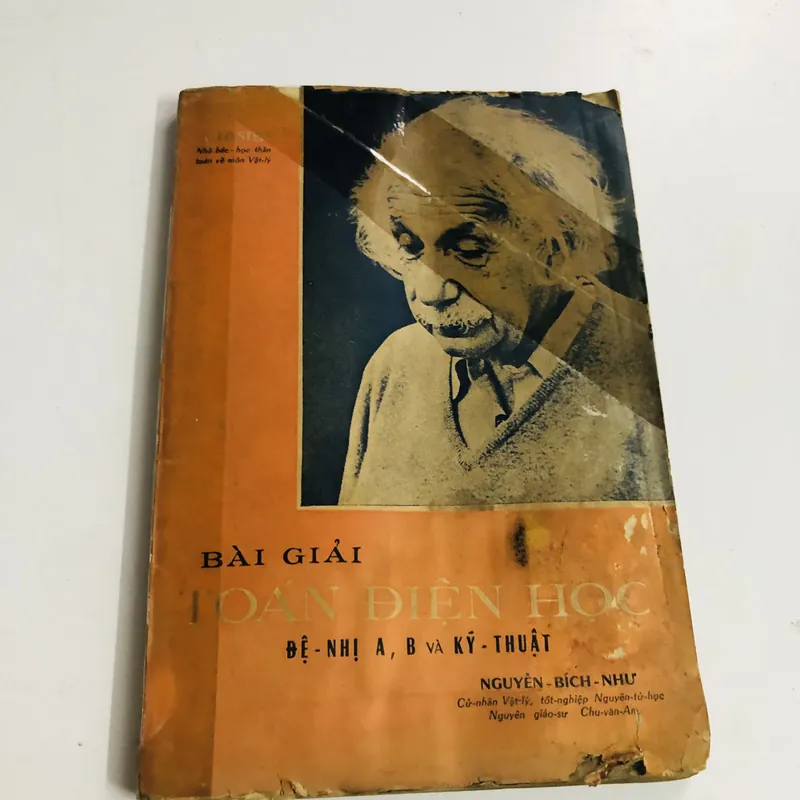 Nhà bác-học thần
toán về môn Vật-lý
BÀI GIẢI
TOÁN ĐIỆN HỌC
ĐỆ-NHỊ A, B VÀ KỸ-THUẬT
NGUYỄN-BÍCH-NHƯ
Cử-nhân Vật-lý, tốt-nghiệp Nguyên-tử-học
Nguyên giáo-sư Chu-văn-An